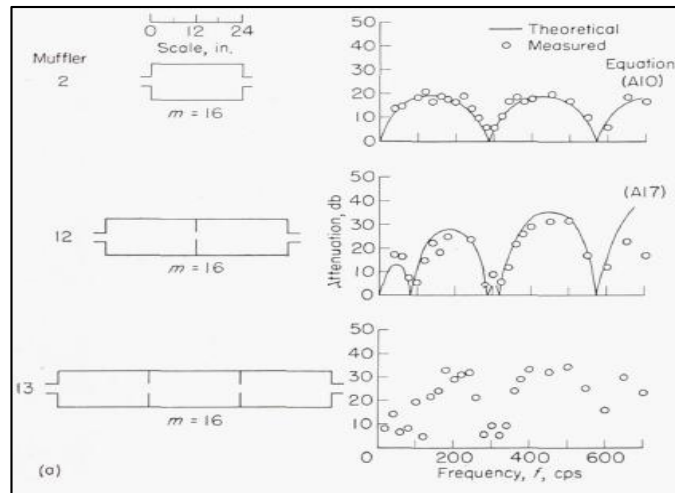 0 12 24
Scale, in.
Muffler
2
m = 16
12
m = 16
13
m = 16
(a)
Theoretical
Measured
Equation
(A10)
50
40
30
20
10
0
(A17)
50
40
30
20
10
0
Attenuation, db
50
40
30
20
10
0 200 400 600
Frequency, f, cps